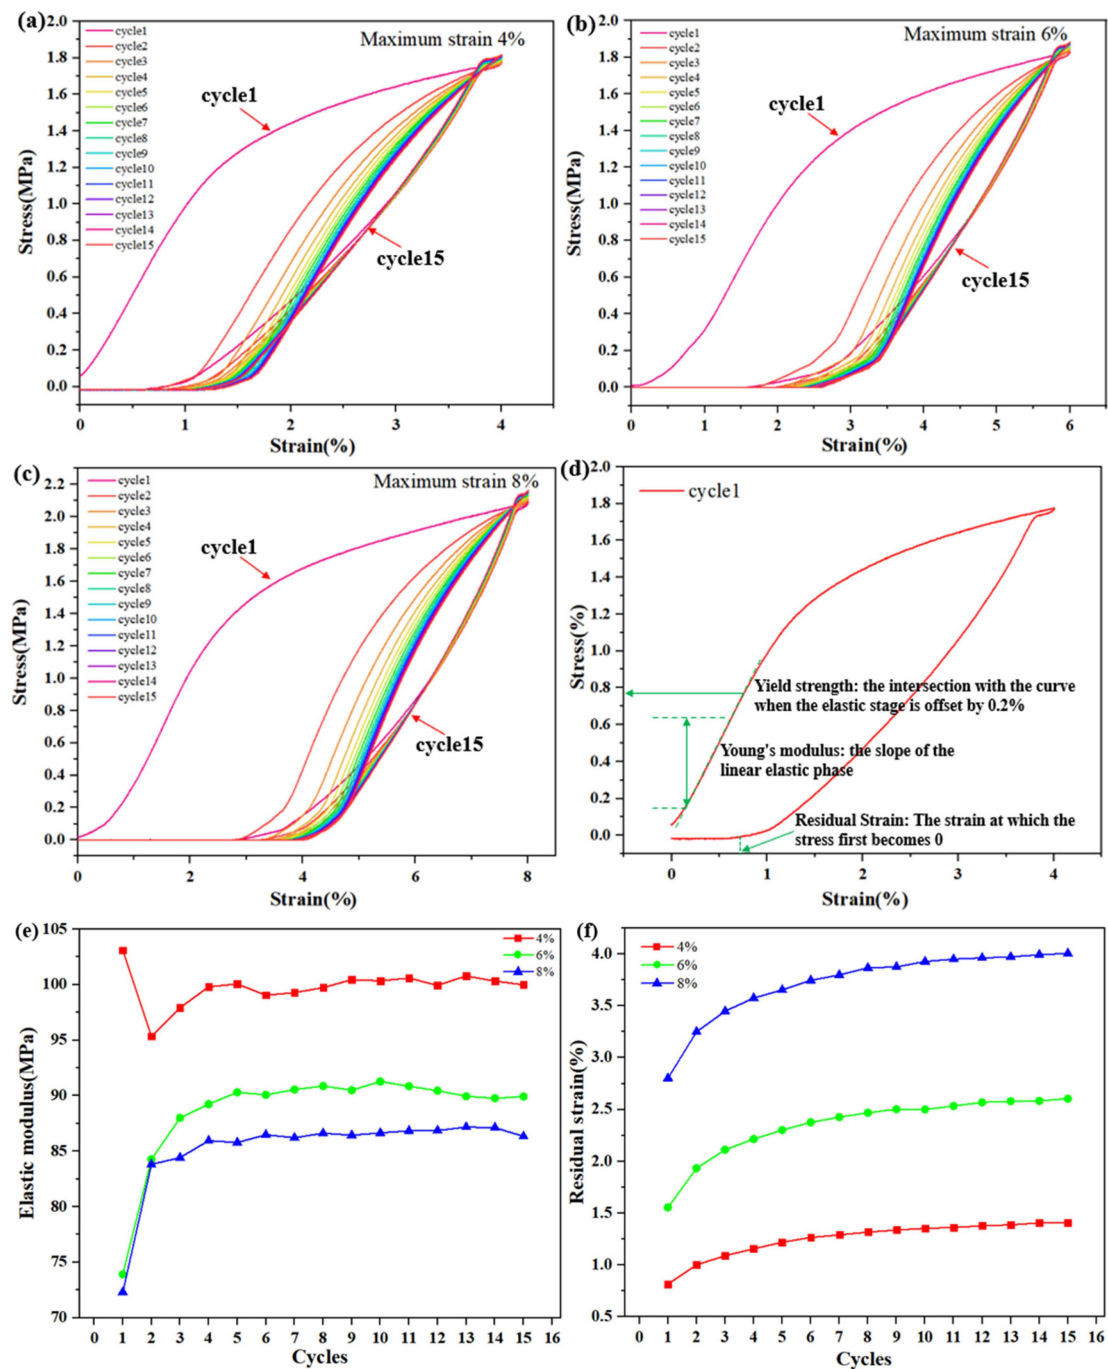 (a)
Maximum strain 4%
2.0
1.8
1.6
1.4
1.2
1.0
0.8
0.6
0.4
0.2
0.0
Stress(MPa)
cycle1
cycle2
cycle3
cycle4
cycle5
cycle6
cycle7
cycle8
cycle9
cycle10
cycle11
cycle12
cycle13
cycle14
cycle15
cycle1
cycle15
0 1 2 3 4
Strain(%)
(b)
Maximum strain 6%
2.0
1.8
1.6
1.4
1.2
1.0
0.8
0.6
0.4
0.2
0.0
Stress(MPa)
cycle1
cycle2
cycle3
cycle4
cycle5
cycle6
cycle7
cycle8
cycle9
cycle10
cycle11
cycle12
cycle13
cycle14
cycle15
cycle1
cycle15
0 1 2 3 4 5 6
Strain(%)
(c)
Maximum strain 8%
2.2
2.0
1.8
1.6
1.4
1.2
1.0
0.8
0.6
0.4
0.2
0.0
Stress(MPa)
cycle1
cycle2
cycle3
cycle4
cycle5
cycle6
cycle7
cycle8
cycle9
cycle10
cycle11
cycle12
cycle13
cycle14
cycle15
cycle1
cycle15
0 2 4 6 8
Strain(%)
(d)
2.0
1.8
1.6
1.4
1.2
1.0
0.8
0.6
0.4
0.2
0.0
Stress(%)
cycle1
Yield strength: the intersection with the curve
when the elastic stage is offset by 0.2%
Young's modulus: the slope of the
linear elastic phase
Residual Strain: The strain at which the
stress first becomes 0
0 1 2 3 4
Strain(%)
(e)
105
100
95
90
85
80
75
70
Elastic modulus(MPa)
4%
6%
8%
0 1 2 3 4 5 6 7 8 9 10 11 12 13 14 15 16
Cycles
(f)
4.0
3.5
3.0
2.5
2.0
1.5
1.0
0.5
Residual strain(%)
4%
6%
8%
0 1 2 3 4 5 6 7 8 9 10 11 12 13 14 15 16
Cycles